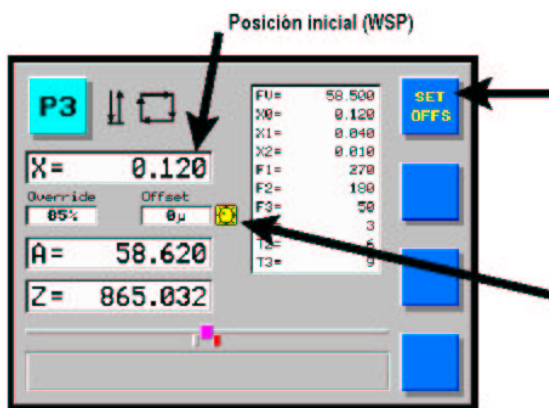 Posición inicial (WSP)
P3
X= 0.120
Override Offset
85% 0µ
A= 58.620
Z= 865.032
FV= 58.500
X0= 0.120
X1= 0.040
X2= 0.010
F1= 270
F2= 180
F3= 50
3
T2= 6
T3= 9
SET
OFFS